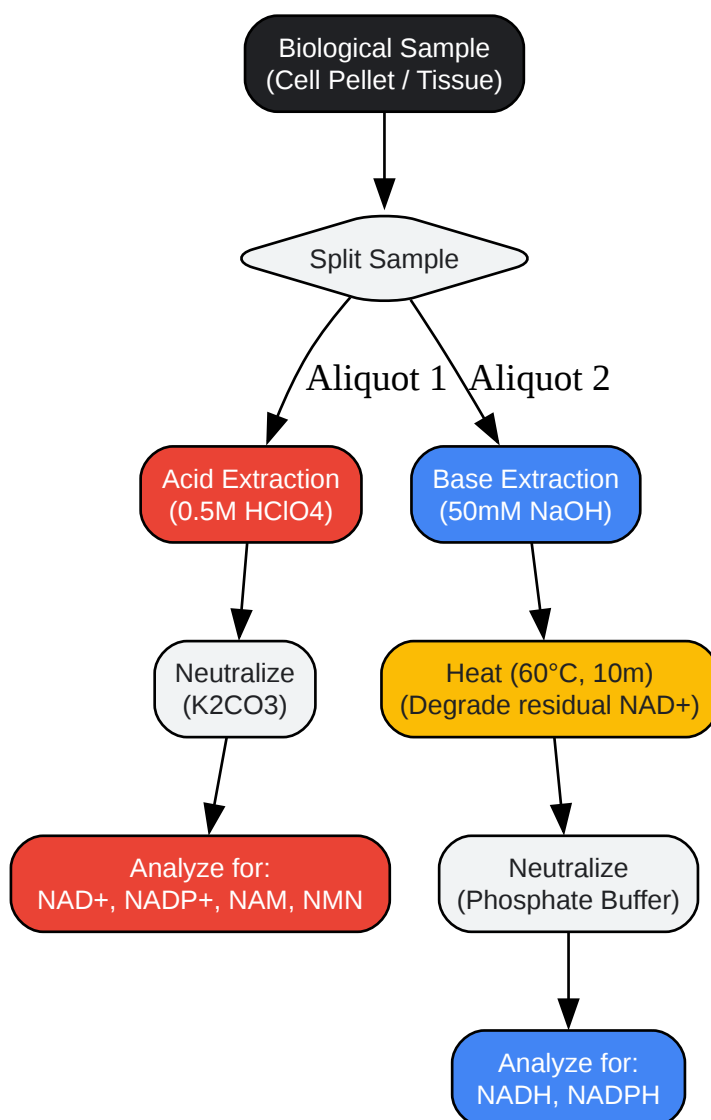 Biological Sample
(Cell Pellet / Tissue)
Split Sample
Aliquot 1
Aliquot 2
Acid Extraction
(0.5M HClO4)
Base Extraction
(50mM NaOH)
Neutralize
(K2CO3)
Heat (60°C, 10m)
(Degrade residual NAD+)
Analyze for:
NAD+, NADP+, NAM, NMN
Neutralize
(Phosphate Buffer)
Analyze for:
NADH, NADPH